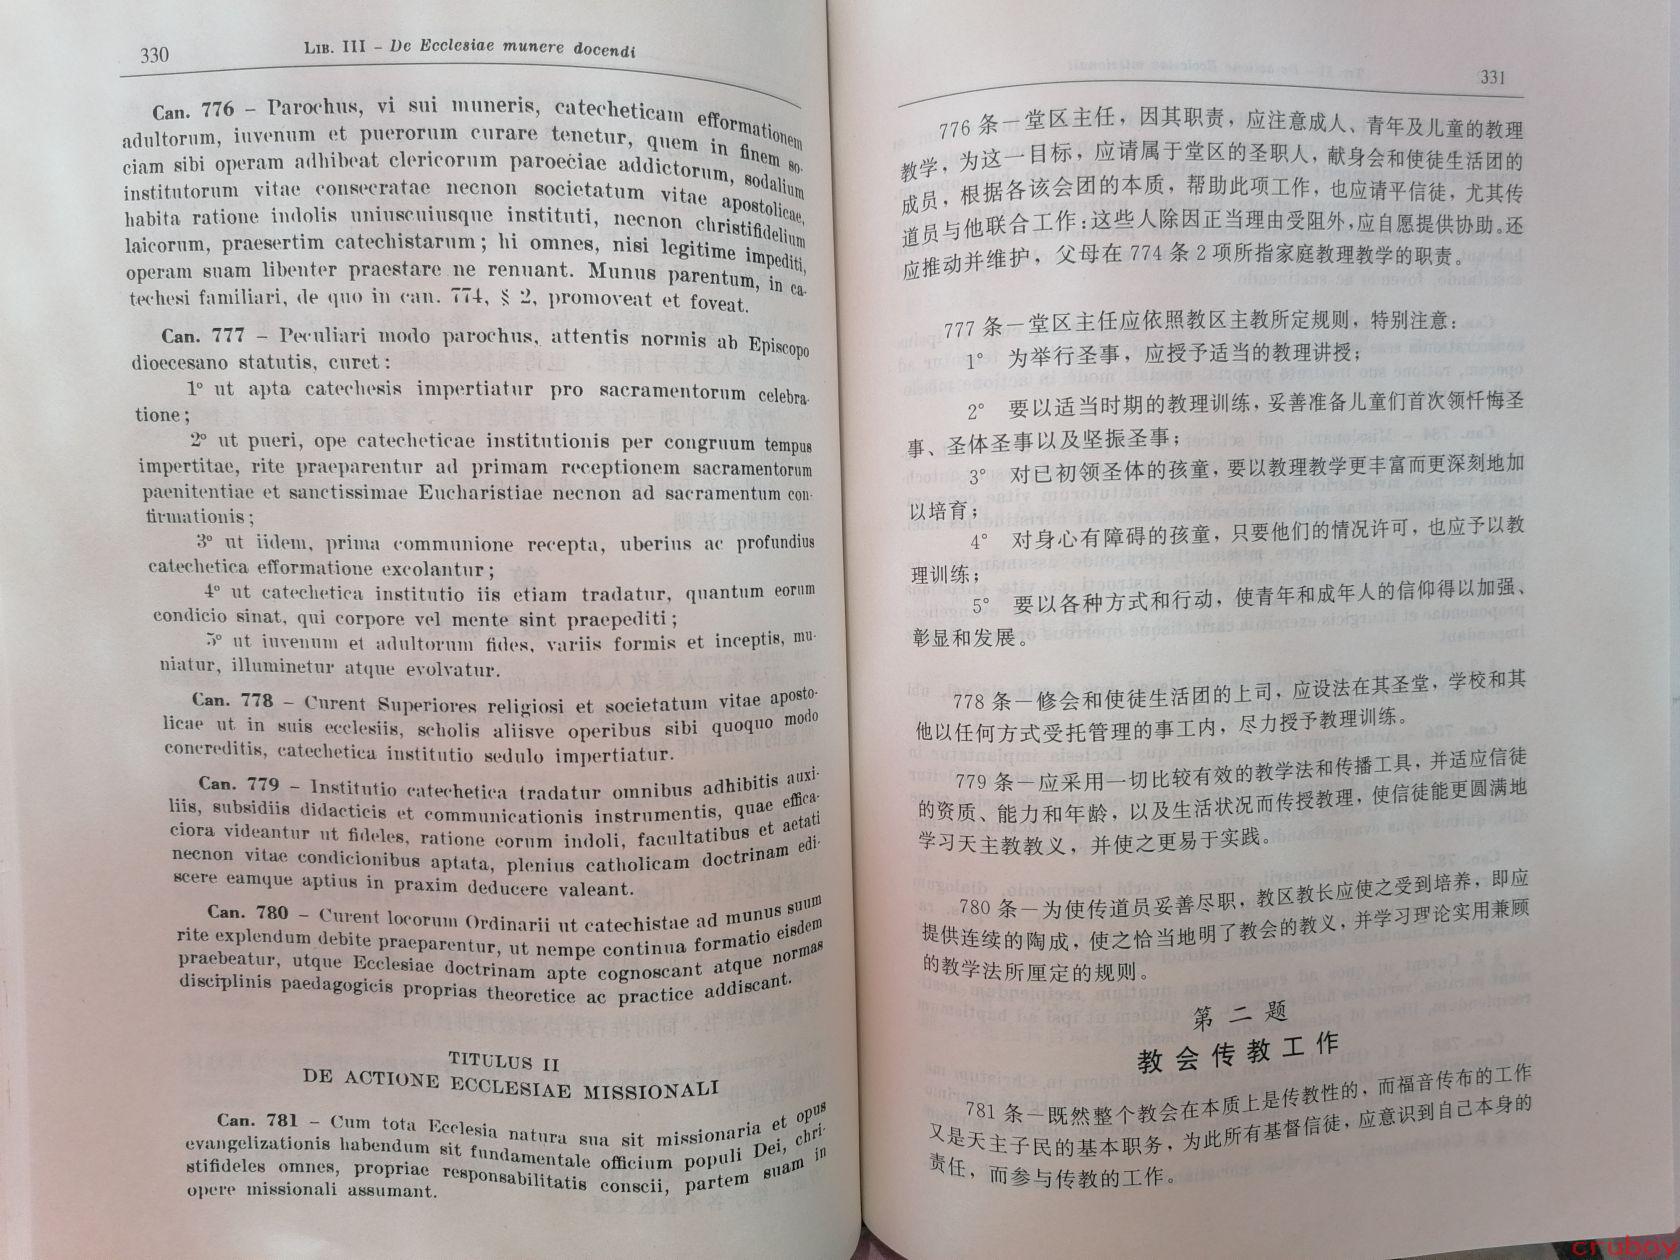 330
LIB. III – De Ecclesiae munere docendi
Can. 776 – Parochus, vi sui muneris, catecheticam efformationem
adultorum, iuvenum et puerorum curare tenetur, quem in finem so-
ciam sibi operam adhibeat clericorum paroeciae addictorum, sodalium
institutorum vitae consecratae necnon societatum vitae apostolicae,
habita ratione indolis uniuscuiusque instituti, necnon christifidelium
laicorum, praesertim catechistarum; hi omnes, nisi legitime impediti,
operam suam libenter praestare ne renuant. Munus parentum, in ca-
techesi familiari, de quo in can. 774, § 2, promoveat et foveat.
Can. 777 – Peculiari modo parochus, attentis normis ab Episcopo
dioecesano statutis, curet:
1° ut apta catechesis impertiatur pro sacramentorum celebra-
tione;
2° ut pueri, ope catecheticae institutionis per congruum tempus
impertitae, rite praeparentur ad primam receptionem sacramentorum
paenitentiae et sanctissimae Eucharistiae necnon ad sacramentum con-
firmationis;
3° ut iidem, prima communione recepta, uberius ac profundius
catechetica efformatione excolantur;
4° ut catechetica institutio iis etiam tradatur, quantum eorum
condicio sinat, qui corpore vel mente sint praepediti;
5° ut iuvenum et adultorum fides, variis formis et inceptis, mu-
niatur, illuminetur atque evolvatur.
Can. 778 – Curent Superiores religiosi et societatum vitae aposto-
licae ut in suis ecclesiis, scholis aliisve operibus sibi quoquo modo
concreditis, catechetica institutio sedulo impertiatur.
Can. 779 – Institutio catechetica tradatur omnibus adhibitis auxi-
liis, subsidiis didacticis et communicationis instrumentis, quae effica-
ciora videantur ut fideles, ratione eorum indoli, facultatibus et aetati
necnon vitae condicionibus aptata, plenius catholicam doctrinam edi-
scere eamque aptius in praxim deducere valeant.
Can. 780 – Curent locorum Ordinarii ut catechistae ad munus suum
rite explendum debite praeparentur, ut nempe continua formatio eisdem
praebeatur, utque Ecclesiae doctrinam apte cognoscant atque normas
disciplinis paedagogicis proprias theoretice ac practice addiscant.
TITULUS II
DE ACTIONE ECCLESIAE MISSIONALI
Can. 781 – Cum tota Ecclesia natura sua sit missionaria et opus
evangelizationis habendum sit fundamentale officium populi Dei, chri-
stifideles omnes, propriae responsabilitatis conscii, partem suam in
opere missionali assumant.
331
776 条－堂区主任，因其职责，应注意成人、青年及儿童的教理
教学，为这一目标，应请属于堂区的圣职人，献身会和使徒生活团的
成员，根据各该会团的本质，帮助此项工作，也应请平信徒，尤其传
道员与他联合工作：这些人除因正当理由受阻外，应自愿提供协助。还
应推动并维护，父母在 774 条 2 项所指家庭教理教学的职责。
777 条－堂区主任应依照教区主教所定规则，特别注意：
1° 为举行圣事，应授予适当的教理讲授；
2° 要以适当时期的教理训练，妥善准备儿童们首次领忏悔圣
事、圣体圣事以及坚振圣事；
3° 对已初领圣体的孩童，要以教理教学更丰富而更深刻地加
以培育；
4° 对身心有障碍的孩童，只要他们的情况许可，也应予以教
理训练；
5° 要以各种方式和行动，使青年和成年人的信仰得以加强、
彰显和发展。
778 条－修会和使徒生活团的上司，应设法在其圣堂，学校和其
他以任何方式受托管理的事工内，尽力授予教理训练。
779 条－应采用一切比较有效的教学法和传播工具，并适应信徒
的资质、能力和年龄，以及生活状况而传授教理，使信徒能更圆满地
学习天主教教义，并使之更易于实践。
780 条－为使传道员妥善尽职，教区教长应使之受到培养，即应
提供连续的陶成，使之恰当地明了教会的教义，并学习理论实用兼顾
的教学法所厘定的规则。
第二题
教会传教工作
781 条－既然整个教会在本质上是传教性的，而福音传布的工作
又是天主子民的基本职务，为此所有基督信徒，应意识到自己本身的
责任，而参与传教的工作。
cruboy